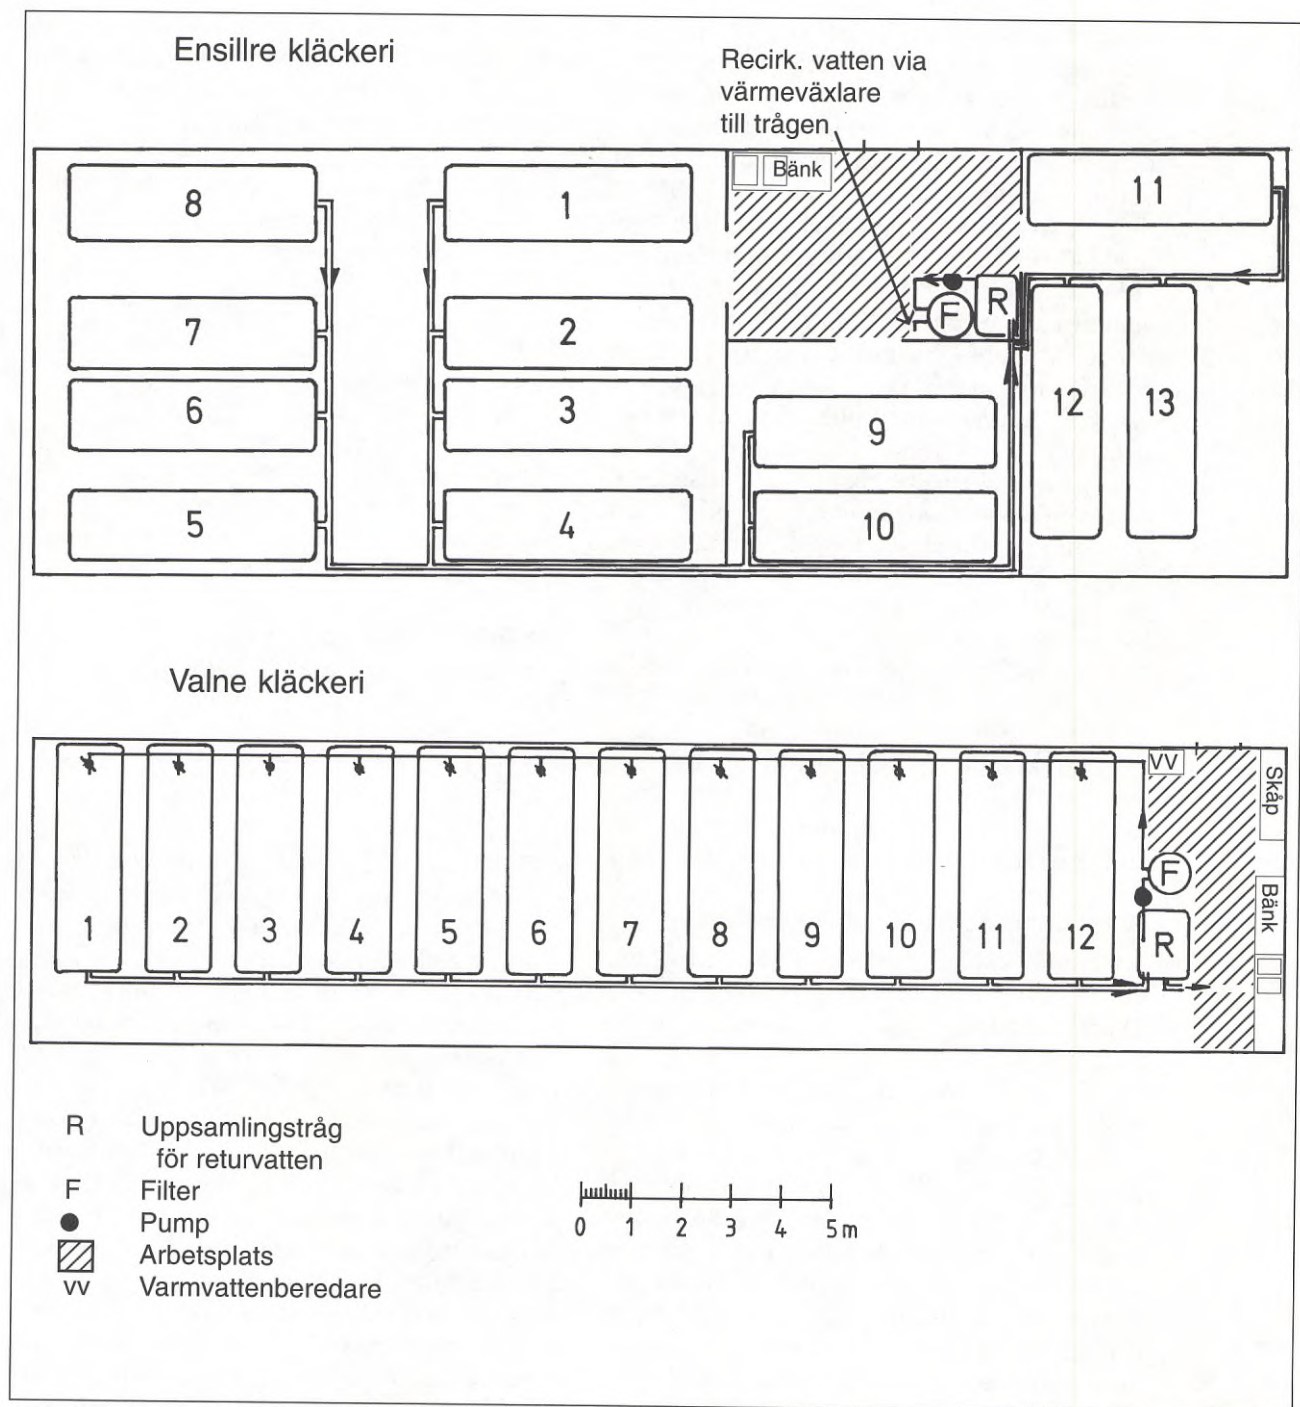 Ensillre kläckeri
Recirk. vatten via
värmeväxlare
till trågen
Bänk
8
1
11
7
2
F
R
6
3
12
13
9
5
4
10
Valne kläckeri
VV
Skåp
F
Bänk
1
2
3
4
5
6
7
8
9
10
11
12
R
R Uppsamlingstråg
för returvatten
F Filter
Pump
Arbetsplats
VV Varmvattenberedare
0 1 2 3 4 5 m